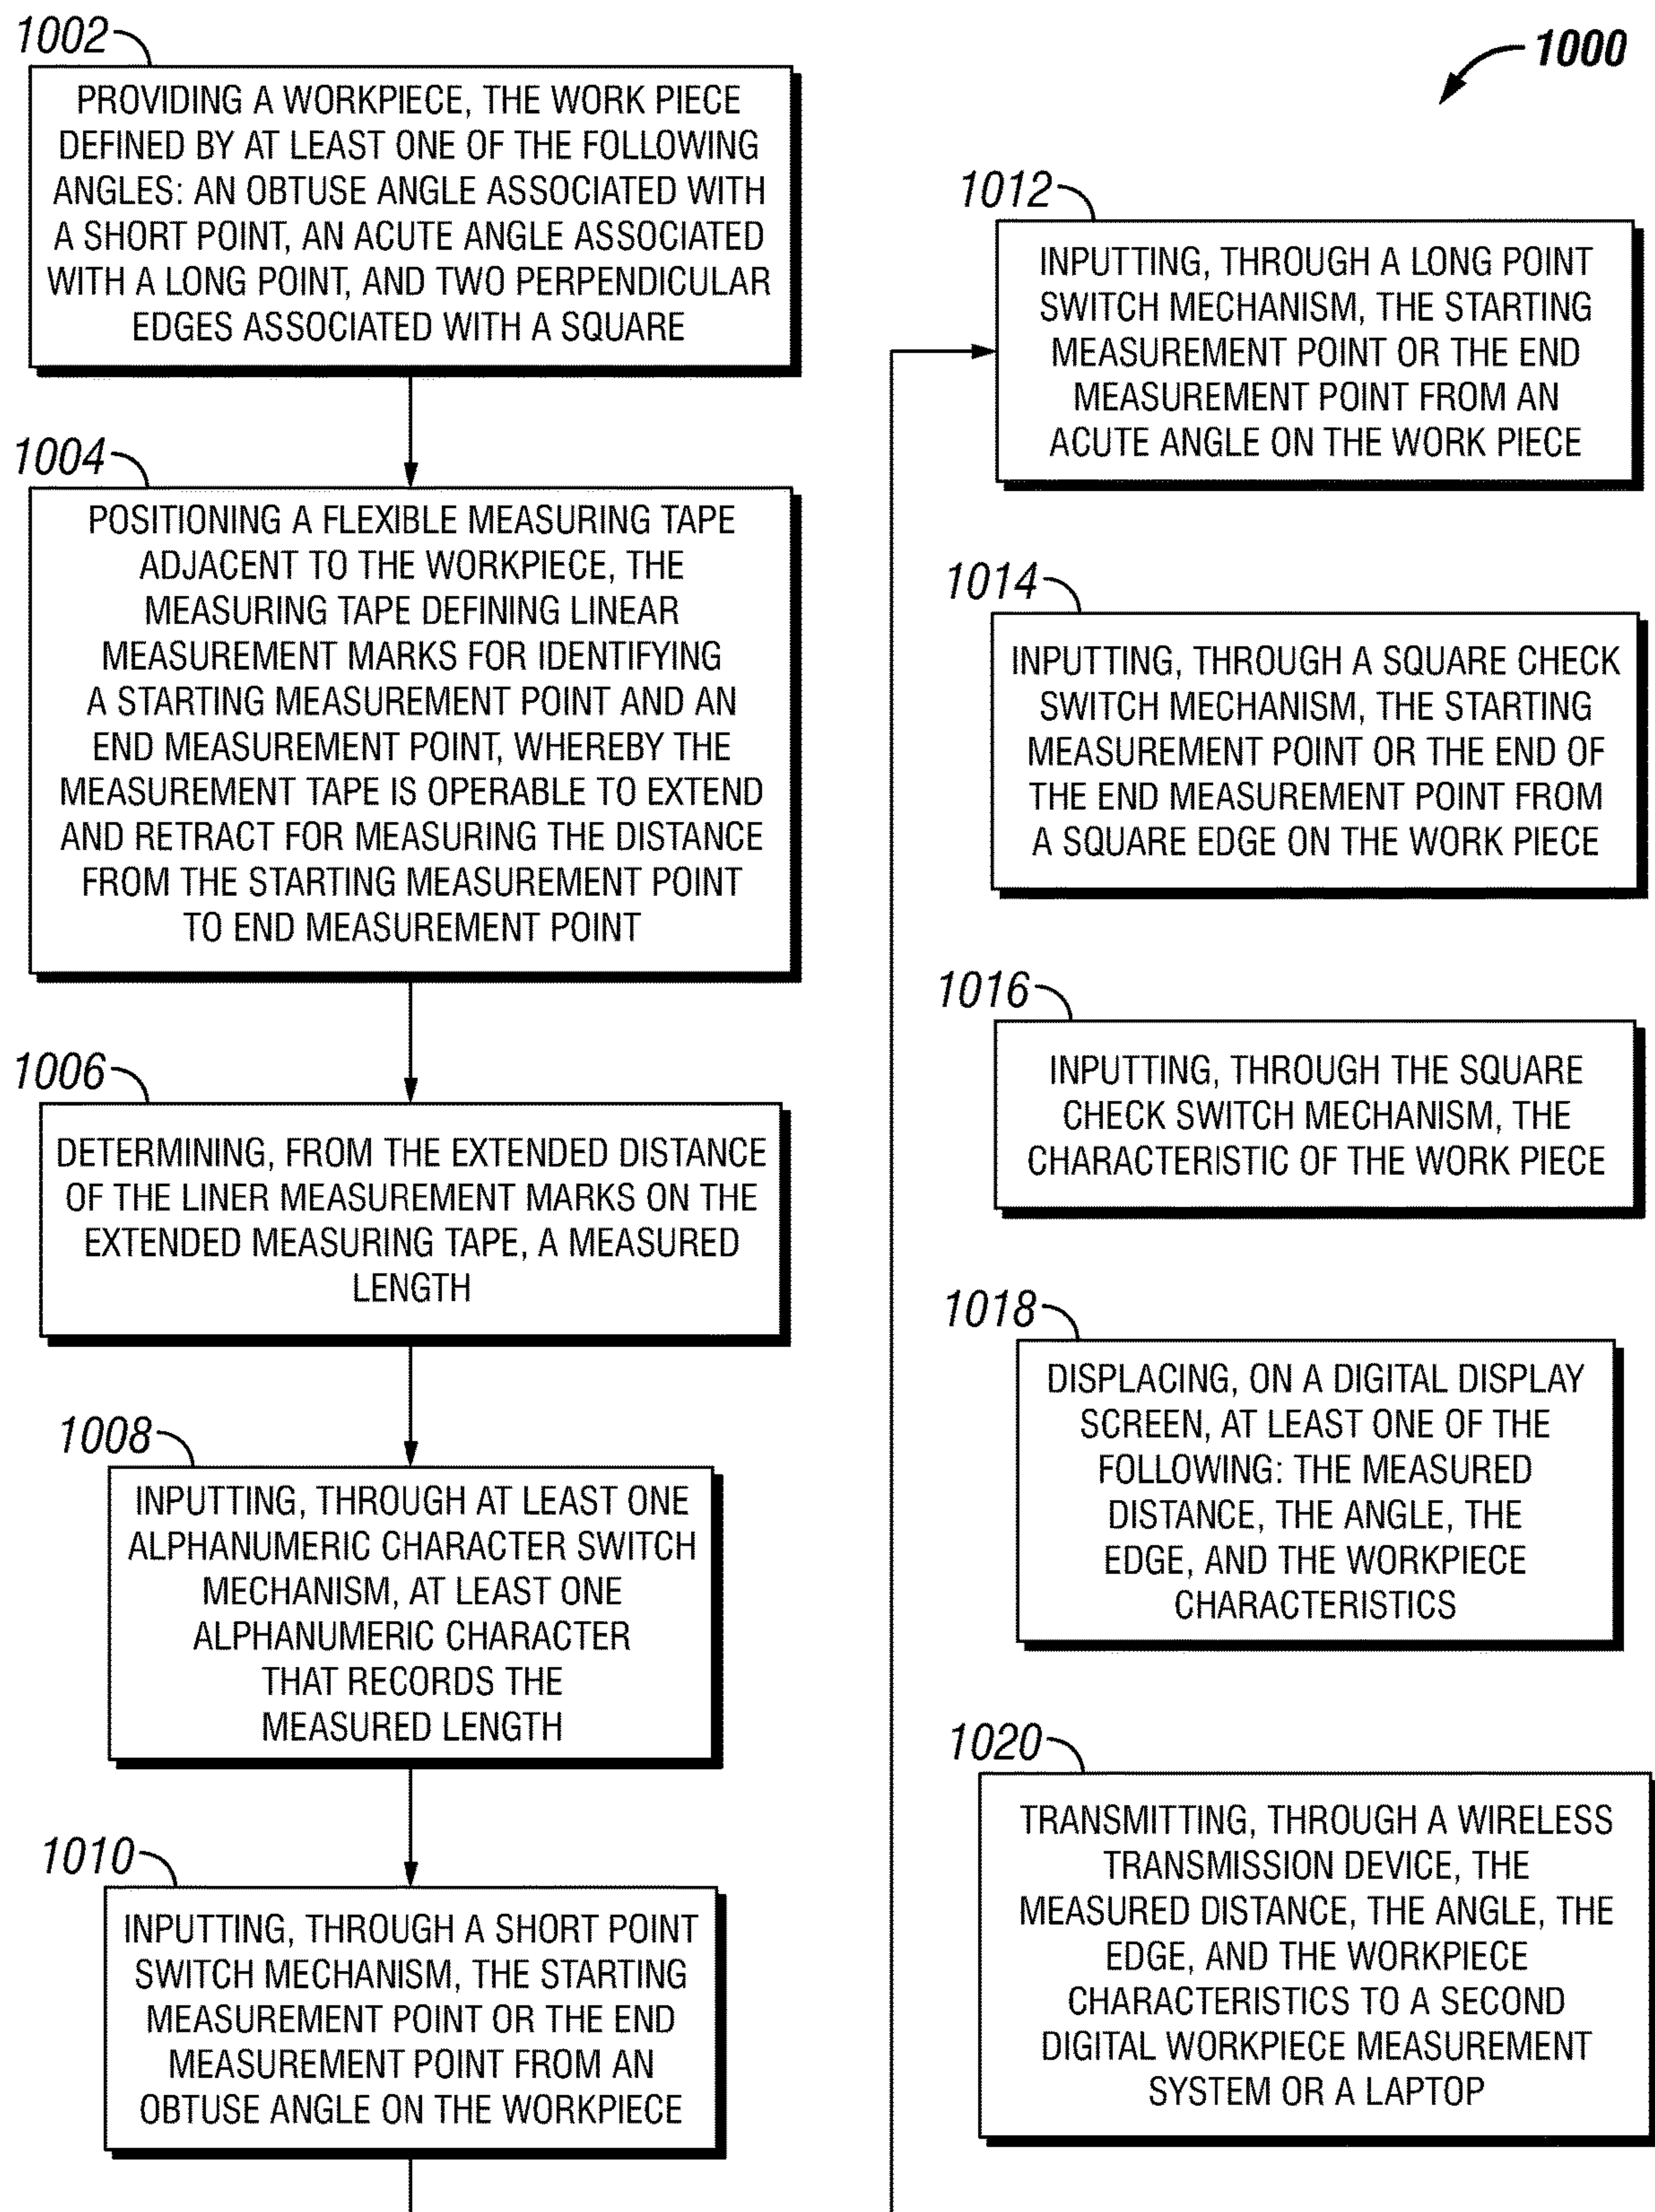 1002
PROVIDING A WORKPIECE, THE WORK PIECE
DEFINED BY AT LEAST ONE OF THE FOLLOWING
ANGLES: AN OBTUSE ANGLE ASSOCIATED WITH
A SHORT POINT, AN ACUTE ANGLE ASSOCIATED
WITH A LONG POINT, AND TWO PERPENDICULAR
EDGES ASSOCIATED WITH A SQUARE
1004
POSITIONING A FLEXIBLE MEASURING TAPE
ADJACENT TO THE WORKPIECE, THE
MEASURING TAPE DEFINING LINEAR
MEASUREMENT MARKS FOR IDENTIFYING
A STARTING MEASUREMENT POINT AND AN
END MEASUREMENT POINT, WHEREBY THE
MEASUREMENT TAPE IS OPERABLE TO EXTEND
AND RETRACT FOR MEASURING THE DISTANCE
FROM THE STARTING MEASUREMENT POINT
TO END MEASUREMENT POINT
1006
DETERMINING, FROM THE EXTENDED DISTANCE
OF THE LINER MEASUREMENT MARKS ON THE
EXTENDED MEASURING TAPE, A MEASURED
LENGTH
1008
INPUTTING, THROUGH AT LEAST ONE
ALPHANUMERIC CHARACTER SWITCH
MECHANISM, AT LEAST ONE
ALPHANUMERIC CHARACTER
THAT RECORDS THE
MEASURED LENGTH
1010
INPUTTING, THROUGH A SHORT POINT
SWITCH MECHANISM, THE STARTING
MEASUREMENT POINT OR THE END
MEASUREMENT POINT FROM AN
OBTUSE ANGLE ON THE WORKPIECE
1000
1012
INPUTTING, THROUGH A LONG POINT
SWITCH MECHANISM, THE STARTING
MEASUREMENT POINT OR THE END
MEASUREMENT POINT FROM AN
ACUTE ANGLE ON THE WORK PIECE
1014
INPUTTING, THROUGH A SQUARE CHECK
SWITCH MECHANISM, THE STARTING
MEASUREMENT POINT OR THE END OF
THE END MEASUREMENT POINT FROM
A SQUARE EDGE ON THE WORK PIECE
1016
INPUTTING, THROUGH THE SQUARE
CHECK SWITCH MECHANISM, THE
CHARACTERISTIC OF THE WORK PIECE
1018
DISPLACING, ON A DIGITAL DISPLAY
SCREEN, AT LEAST ONE OF THE
FOLLOWING: THE MEASURED
DISTANCE, THE ANGLE, THE
EDGE, AND THE WORKPIECE
CHARACTERISTICS
1020
TRANSMITTING, THROUGH A WIRELESS
TRANSMISSION DEVICE, THE
MEASURED DISTANCE, THE ANGLE, THE
EDGE, AND THE WORKPIECE
CHARACTERISTICS TO A SECOND
DIGITAL WORKPIECE MEASUREMENT
SYSTEM OR A LAPTOP